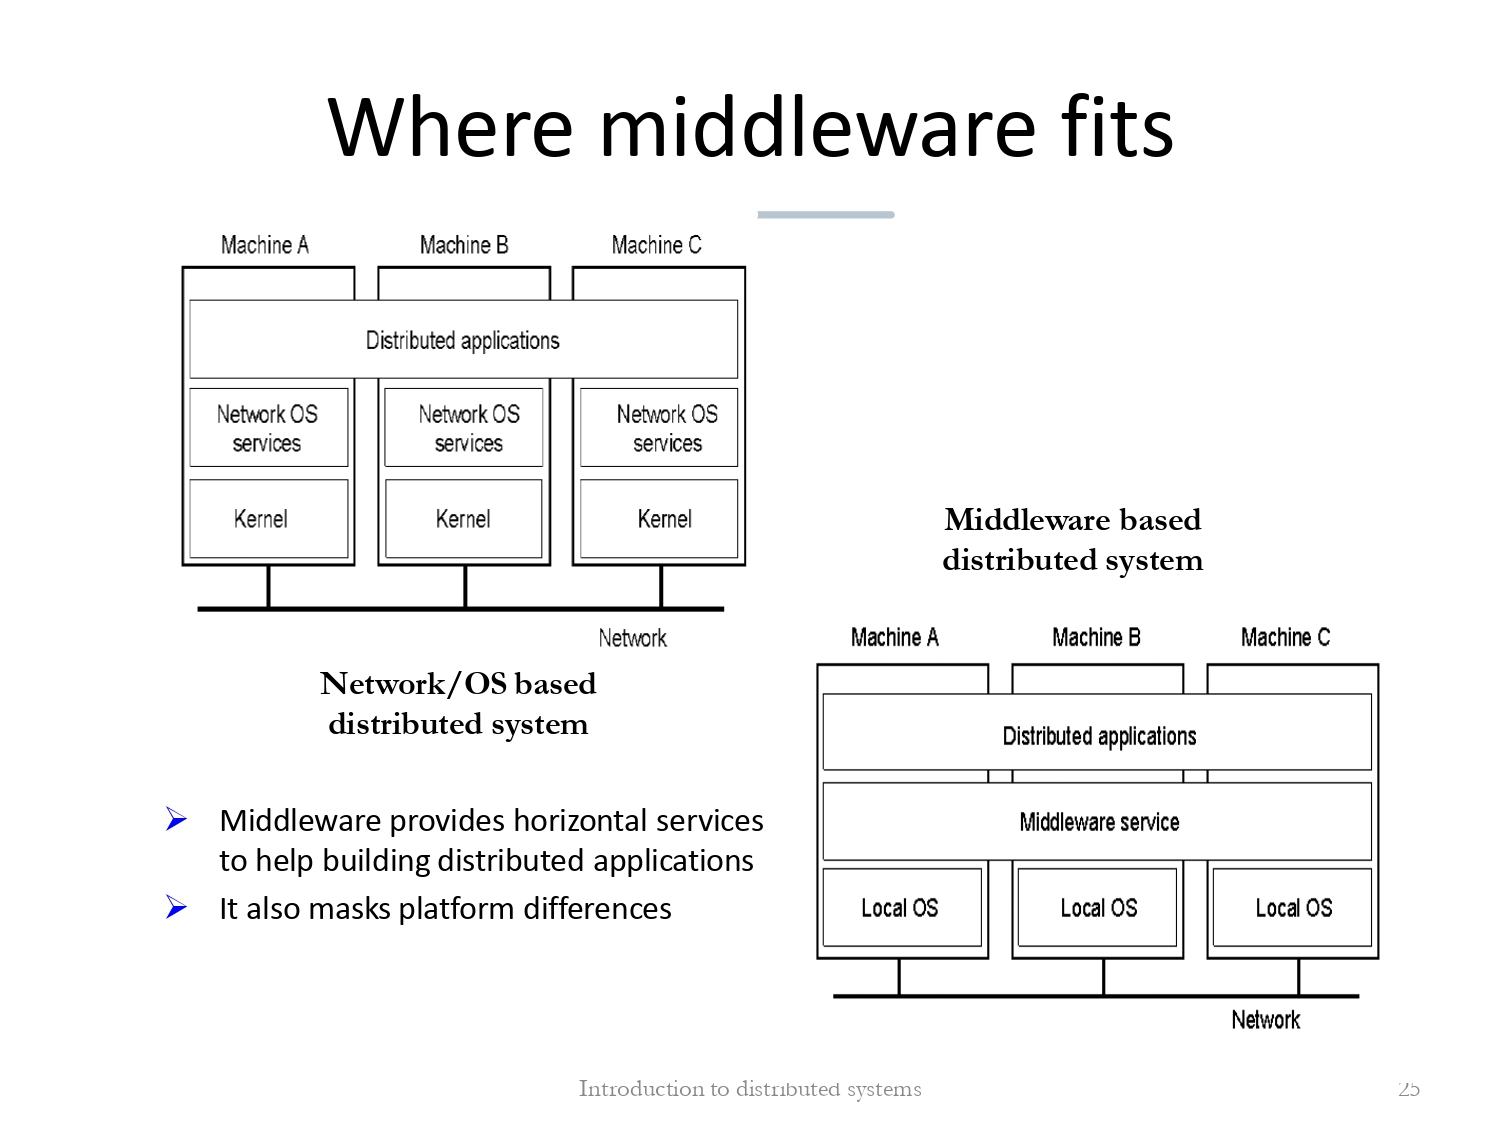 Where middleware fits
Machine A Machine B Machine C
Distributed applications
Network OS Network OS Network OS
services services services
Kernel Kernel Kernel
Network
Network/OS based
distributed system
Middleware provides horizontal services
to help building distributed applications
It also masks platform differences
Middleware based
distributed system
Machine A Machine B Machine C
Distributed applications
Middleware service
Local OS Local OS Local OS
Network
Introduction to distributed systems
25